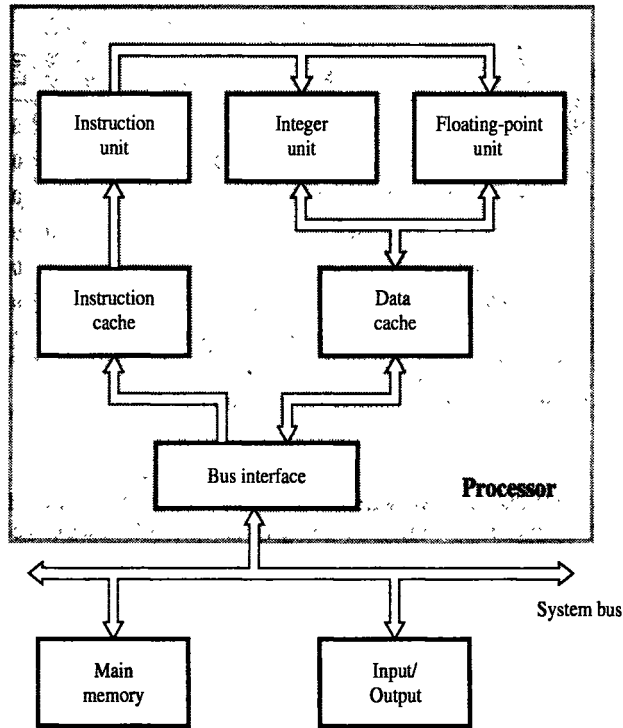 Instruction
unit
Integer
unit
Floating-point
unit
Instruction
cache
Data
cache
Bus interface
Processor
System bus
Main
memory
Input/
Output